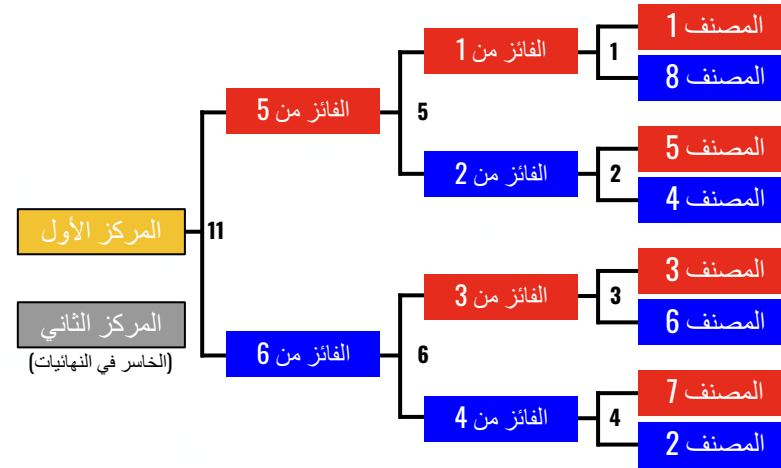 المصنف 1
1
المصنف 8
المصنف 5
2
المصنف 4
المصنف 3
3
المصنف 6
المصنف 7
4
المصنف 2
الفائز من 1
5
الفائز من 2
الفائز من 3
6
الفائز من 4
الفائز من 5
11
الفائز من 6
المركز الأول
المركز الثاني
(الخاسر في النهائيات)